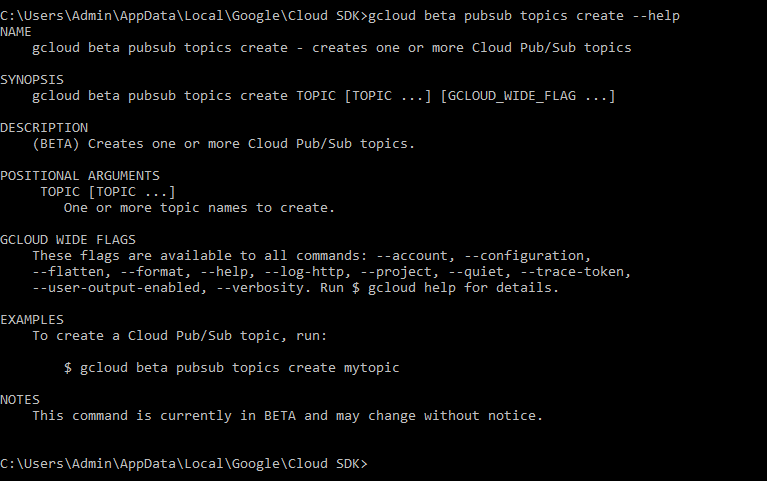 C:\Users\Admin\AppData\Local\Google\Cloud SDK>gcloud beta pubsub topics create --help
NAME
    gcloud beta pubsub topics create - creates one or more Cloud Pub/Sub topics

SYNOPSIS
    gcloud beta pubsub topics create TOPIC [TOPIC ...] [GCLOUD_WIDE_FLAG ...]

DESCRIPTION
    (BETA) Creates one or more Cloud Pub/Sub topics.

POSITIONAL ARGUMENTS
     TOPIC [TOPIC ...]
        One or more topic names to create.

GCLOUD WIDE FLAGS
    These flags are available to all commands: --account, --configuration,
    --flatten, --format, --help, --log-http, --project, --quiet, --trace-token,
    --user-output-enabled, --verbosity. Run $ gcloud help for details.

EXAMPLES
    To create a Cloud Pub/Sub topic, run:

        $ gcloud beta pubsub topics create mytopic

NOTES
    This command is currently in BETA and may change without notice.


C:\Users\Admin\AppData\Local\Google\Cloud SDK>